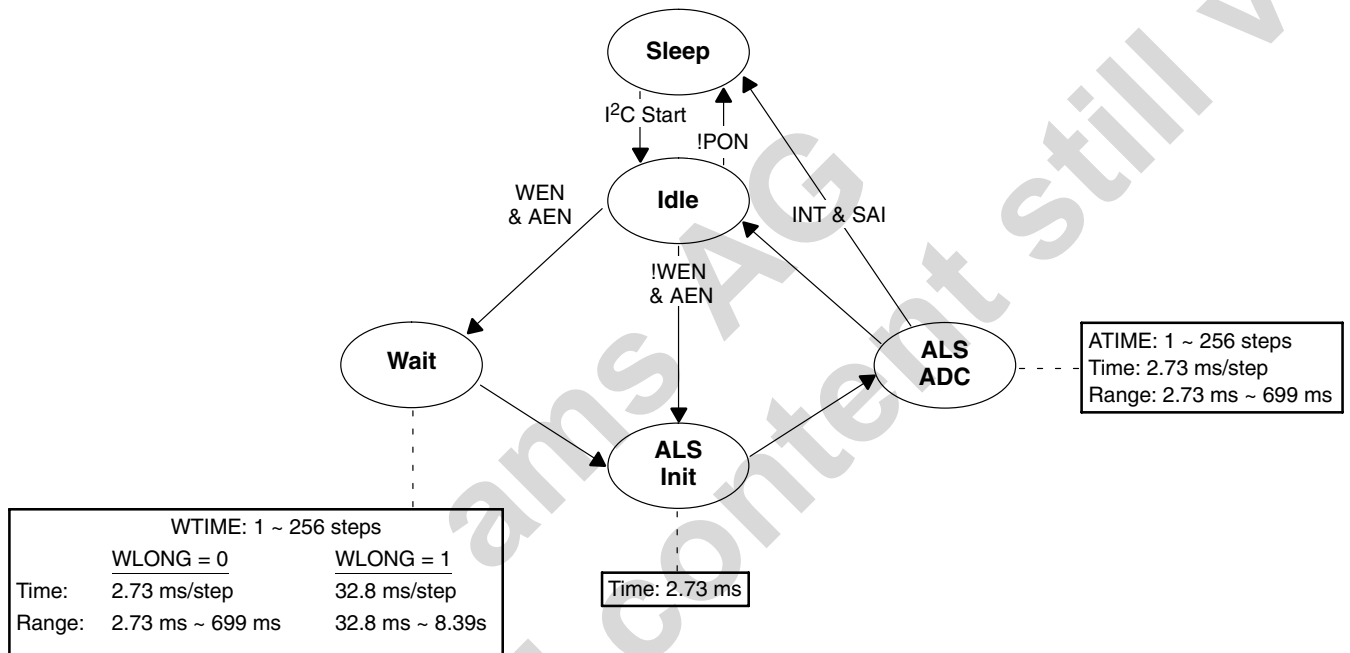 Sleep
I²C Start
!PON
Idle
WEN
& AEN
INT & SAI
!WEN
& AEN
Wait
ALS
ADC
ATIME: 1 ~ 256 steps
Time: 2.73 ms/step
Range: 2.73 ms ~ 699 ms
ALS
Init
WTIME: 1 ~ 256 steps
WLONG = 0 WLONG = 1
Time: 2.73 ms/step 32.8 ms/step
Range: 2.73 ms ~ 699 ms 32.8 ms ~ 8.39s
Time: 2.73 ms
ams AG
content still